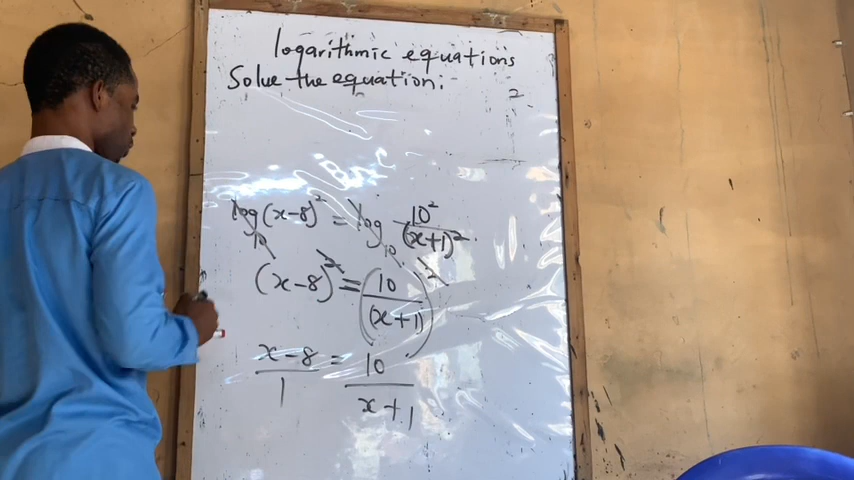 logarithmic equations
Solve the equation.
2
log₁₀(x-8)² = log₁₀ 10²/(x+1)²
(x-8)² = (10/(x+1))²
x-8/1 = 10/x+1